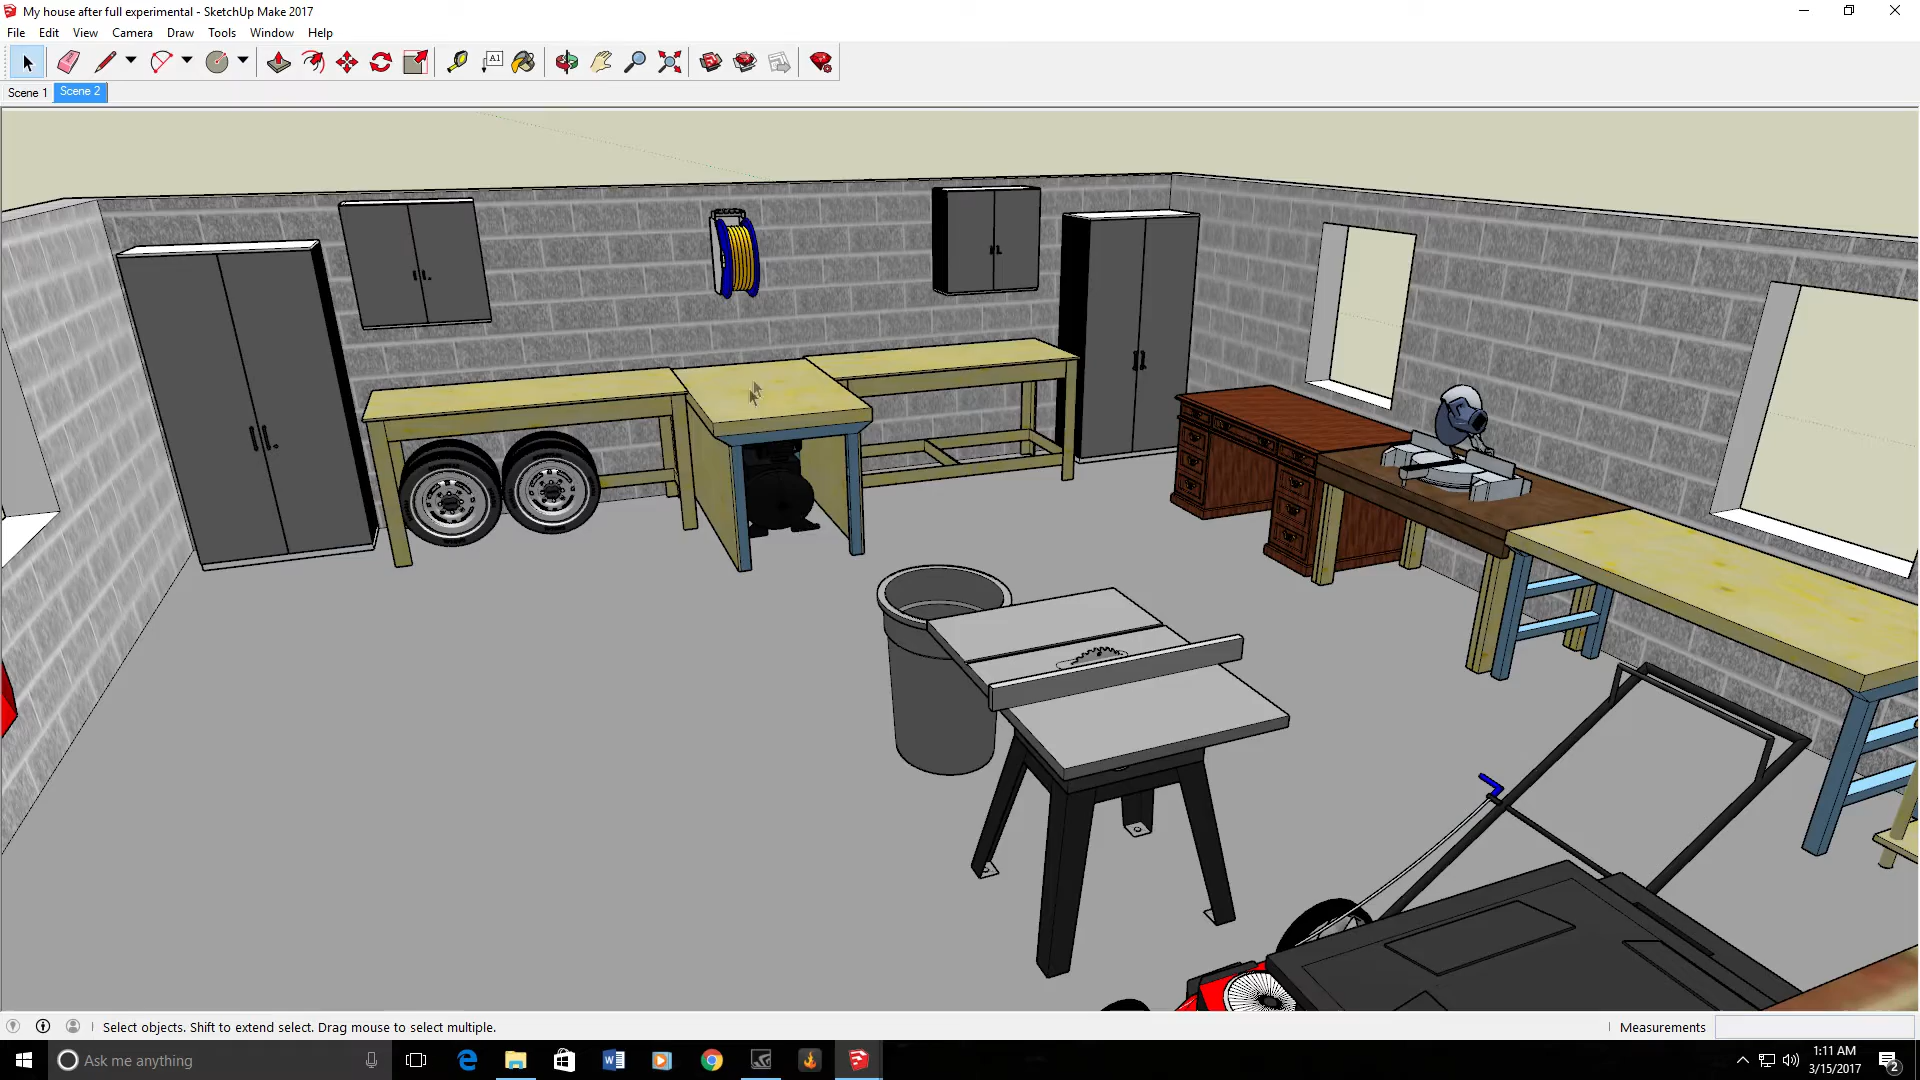 My house after full experimental - SketchUp Make 2017
File Edit View Camera Draw Tools Window Help
A1
Scene 1 Scene 2
Select objects. Shift to extend select. Drag mouse to select multiple.
Measurements
Ask me anything
1:11 AM
3/15/2017
2